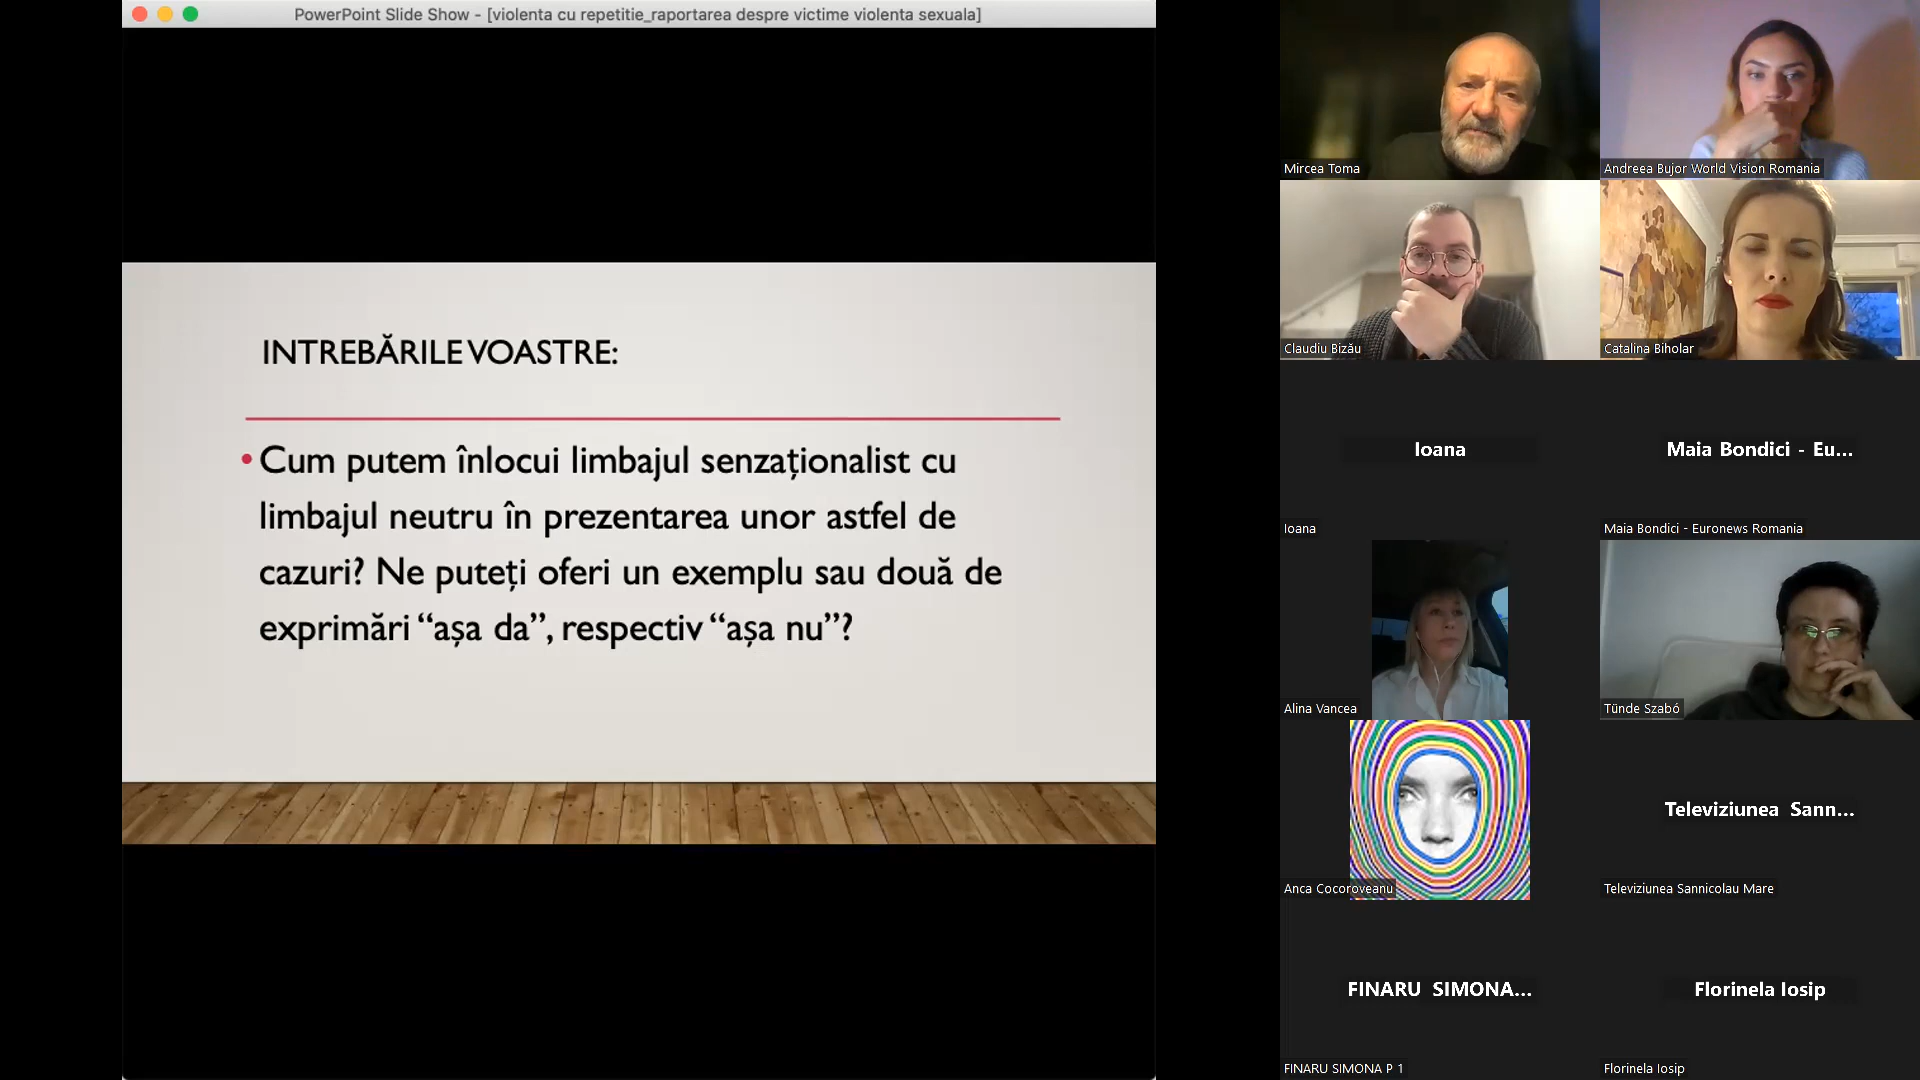 PowerPoint Slide Show - [violenta cu repetitie_raportarea despre victime violenta sexuala]
INTREBĂRILE VOASTRE:
• Cum putem înlocui limbajul senzaționalist cu
limbajul neutru în prezentarea unor astfel de
cazuri? Ne puteți oferi un exemplu sau două de
exprimări “așa da”, respectiv “așa nu”?
Mircea Toma
Andreea Bujor World Vision Romania
Claudiu Bizău
Catalina Biholar
Ioana
Ioana
Maia Bondici - Eu...
Maia Bondici - Euronews Romania
Alina Vancea
Tünde Szabó
Anca Cocoroveanu
Televiziunea Sann...
Televiziunea Sannicolau Mare
FINARU SIMONA...
FINARU SIMONA P 1
Florinela Iosip
Florinela Iosip